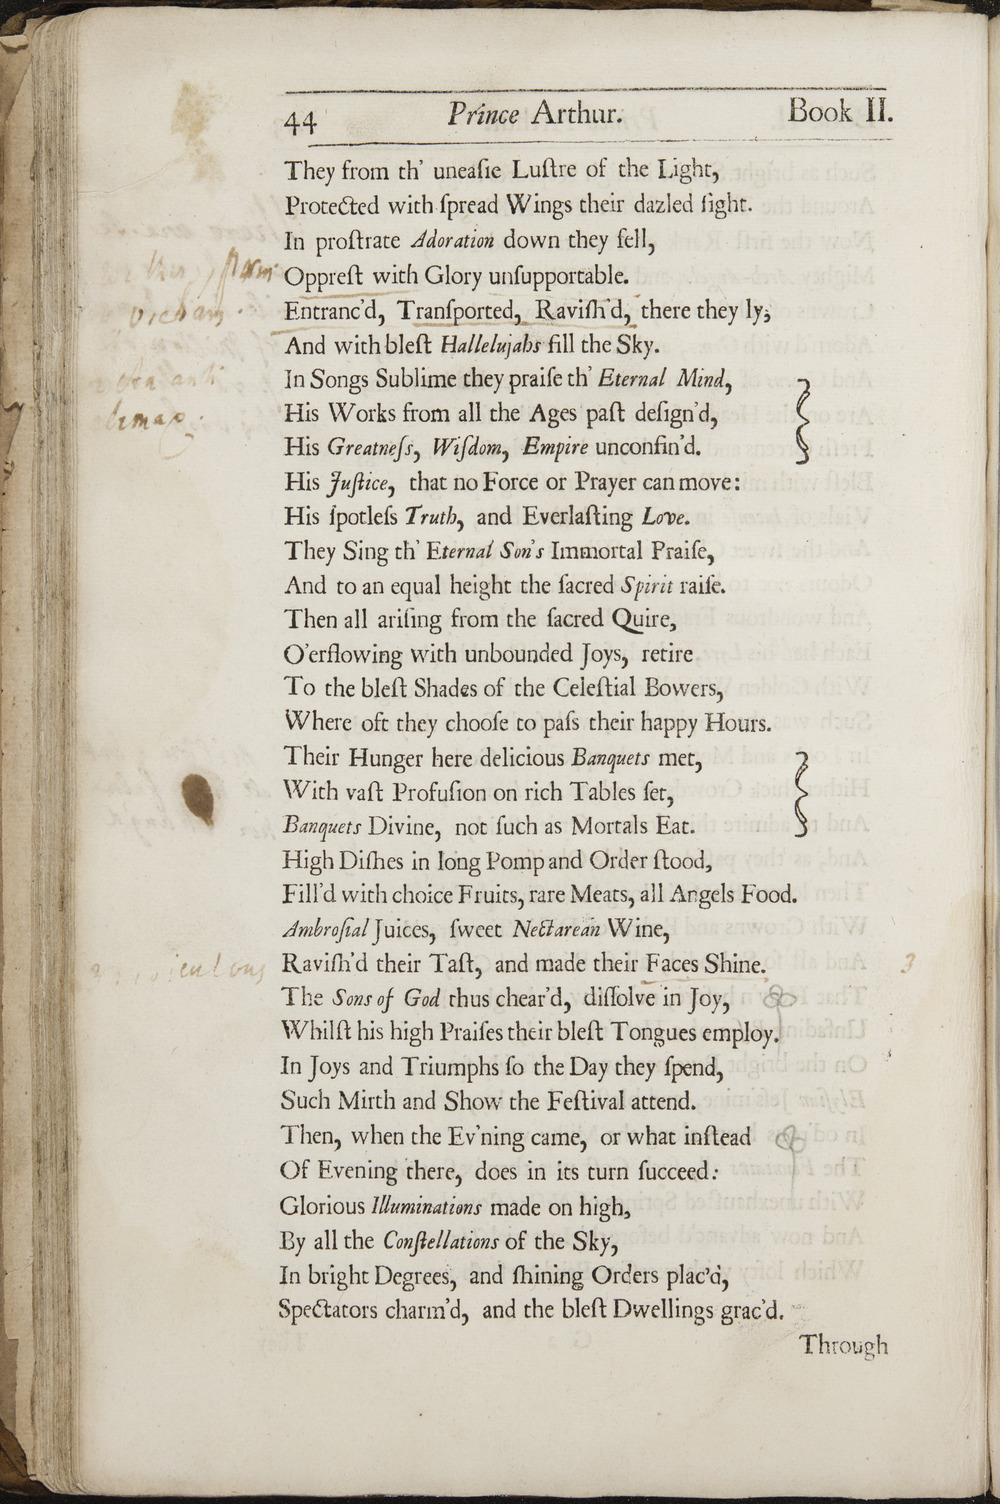 44 Prince Arthur. Book II.
They from th' uneaſie Luſtre of the Light,
Protected with ſpread Wings their dazled ſight.
In proſtrate Adoration down they fell,
Oppreſt with Glory unſupportable.
Entranc'd, Tranſported, Raviſh'd, there they ly;
And with bleſt Hallelujahs fill the Sky.
In Songs Sublime they praiſe th' Eternal Mind,
His Works from all the Ages paſt deſign'd,
His Greatneſs, Wiſdom, Empire unconfin'd.
His Juſtice, that no Force or Prayer can move:
His ſpotleſs Truth, and Everlaſting Love.
They Sing th' Eternal Son's Immortal Praiſe,
And to an equal height the ſacred Spirit raiſe.
Then all ariſing from the ſacred Quire,
O'erflowing with unbounded Joys, retire
To the bleſt Shades of the Celeſtial Bowers,
Where oft they chooſe to paſs their happy Hours.
Their Hunger here delicious Banquets met,
With vaſt Profuſion on rich Tables ſet,
Banquets Divine, not ſuch as Mortals Eat.
High Diſhes in long Pomp and Order ſtood,
Fill'd with choice Fruits, rare Meats, all Angels Food.
Ambroſial Juices, ſweet Nectarean Wine,
Raviſh'd their Taſt, and made their Faces Shine. 3
The Sons of God thus chear'd, diſſolve in Joy,
Whilſt his high Praiſes their bleſt Tongues employ.
In Joys and Triumphs ſo the Day they ſpend,
Such Mirth and Show the Feſtival attend.
Then, when the Ev'ning came, or what inſtead
Of Evening there, does in its turn ſucceed:
Glorious Illuminations made on high,
By all the Conſtellations of the Sky,
In bright Degrees, and ſhining Orders plac'd,
Spectators charm'd, and the bleſt Dwellings grac'd.
Through